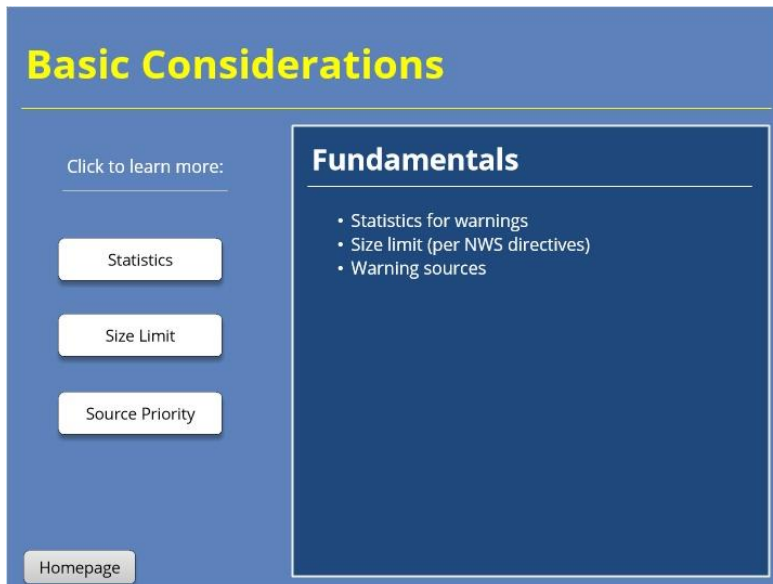 Basic Considerations
Click to learn more:
Statistics
Size Limit
Source Priority
Homepage
Fundamentals
• Statistics for warnings
• Size limit (per NWS directives)
• Warning sources